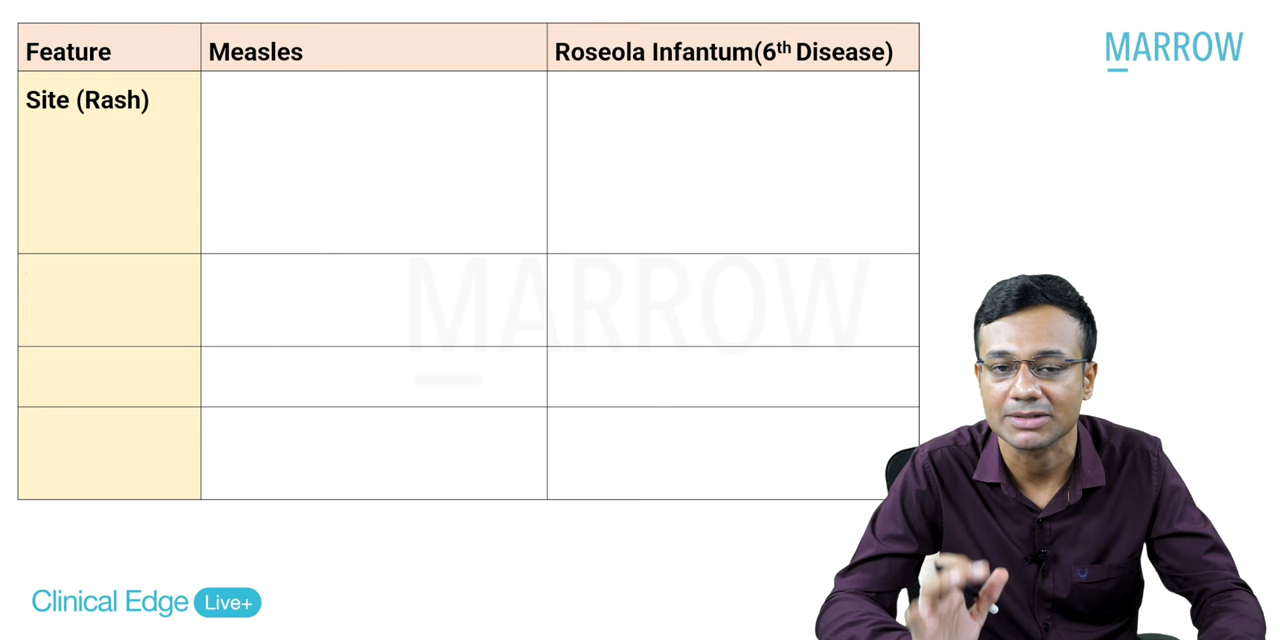 Feature Measles Roseola Infantum(6th Disease)
MARROW
Site (Rash)
MARROW
Clinical Edge Live+